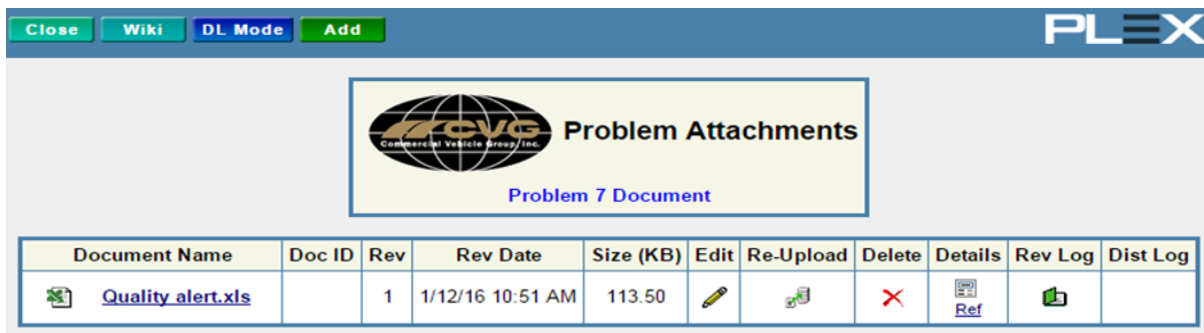 Close Wiki DL Mode Add PLEX
CVG
Commercial Vehicle Group, Inc.
Problem Attachments
Problem 7 Document
Document Name Doc ID Rev Rev Date Size (KB) Edit Re-Upload Delete Details Rev Log Dist Log
Quality alert.xls 1 1/12/16 10:51 AM 113.50
Ref